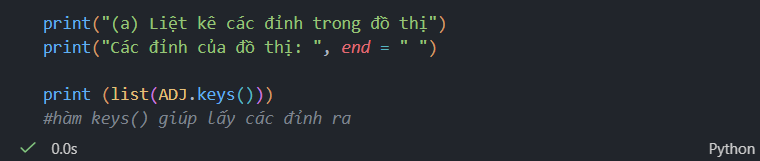 print("(a) Liệt kê các đỉnh trong đồ thị")
print("Các đỉnh của đồ thị: ", end = " ")
print (list(ADJ.keys()))
#hàm keys() giúp lấy các đỉnh ra
0.0s
Python